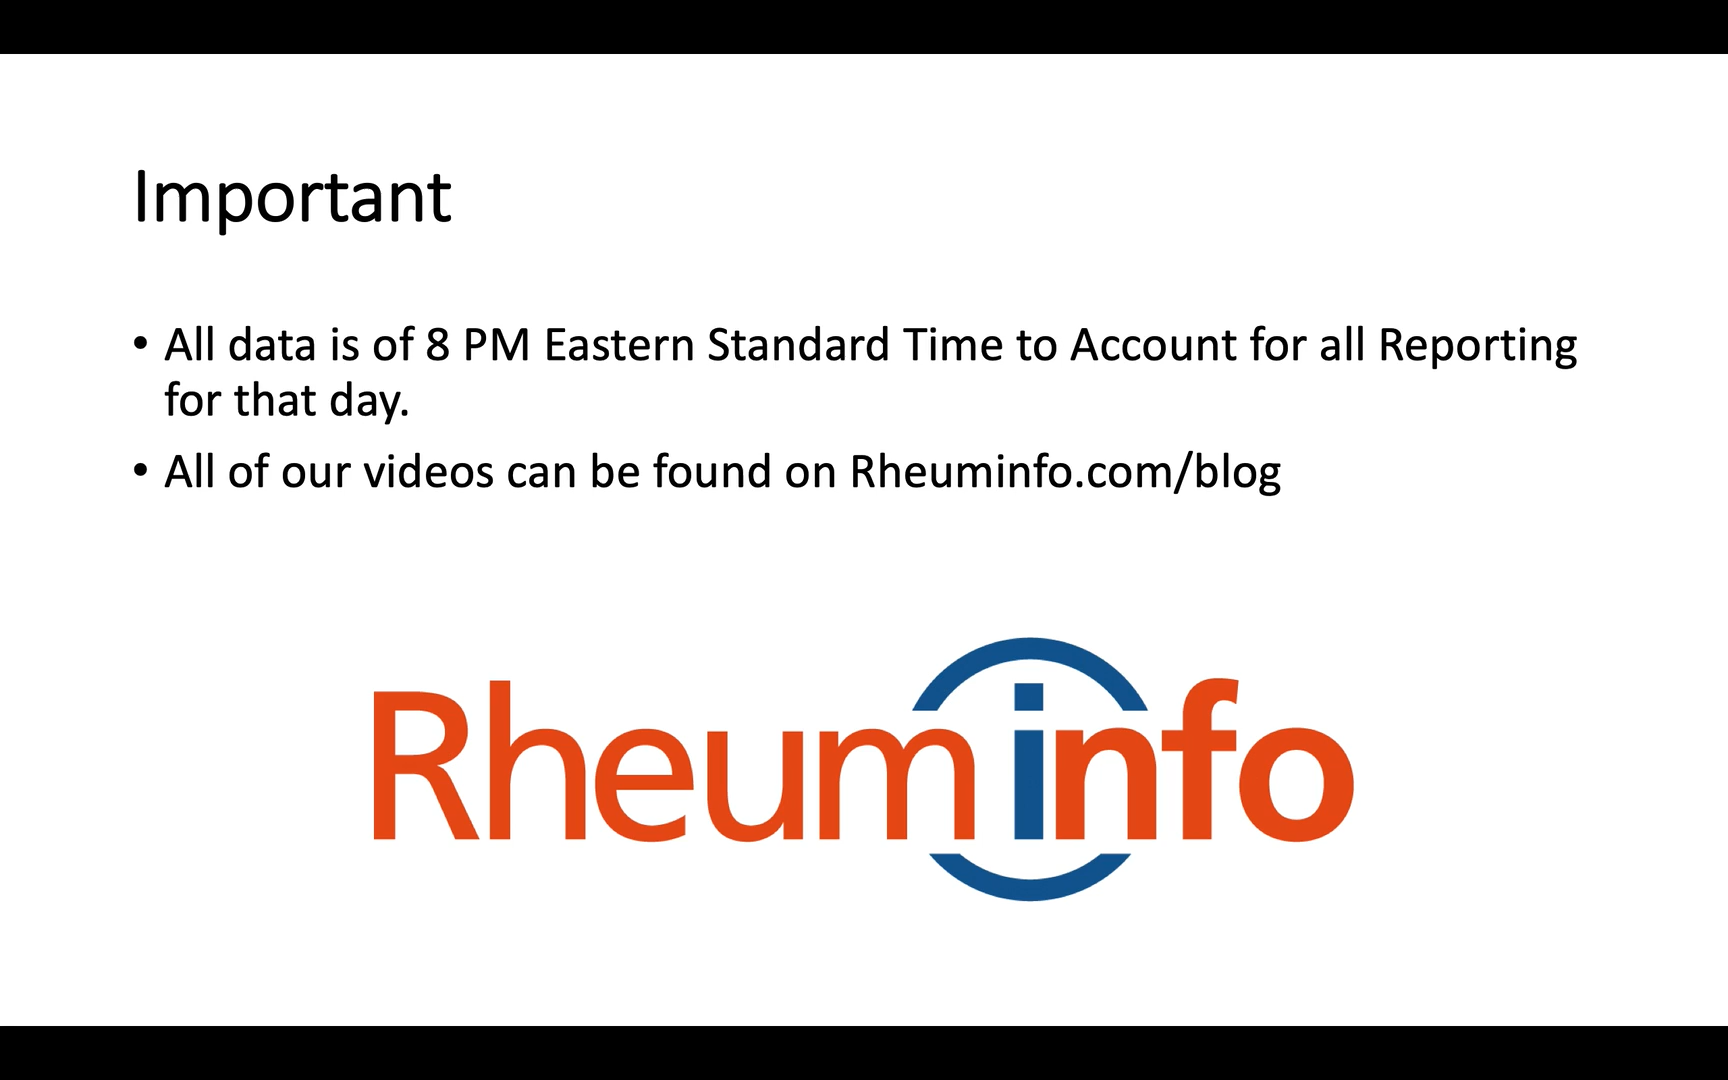 Important
• All data is of 8 PM Eastern Standard Time to Account for all Reporting
for that day.
• All of our videos can be found on Rheuminfo.com/blog
Rheuminfo